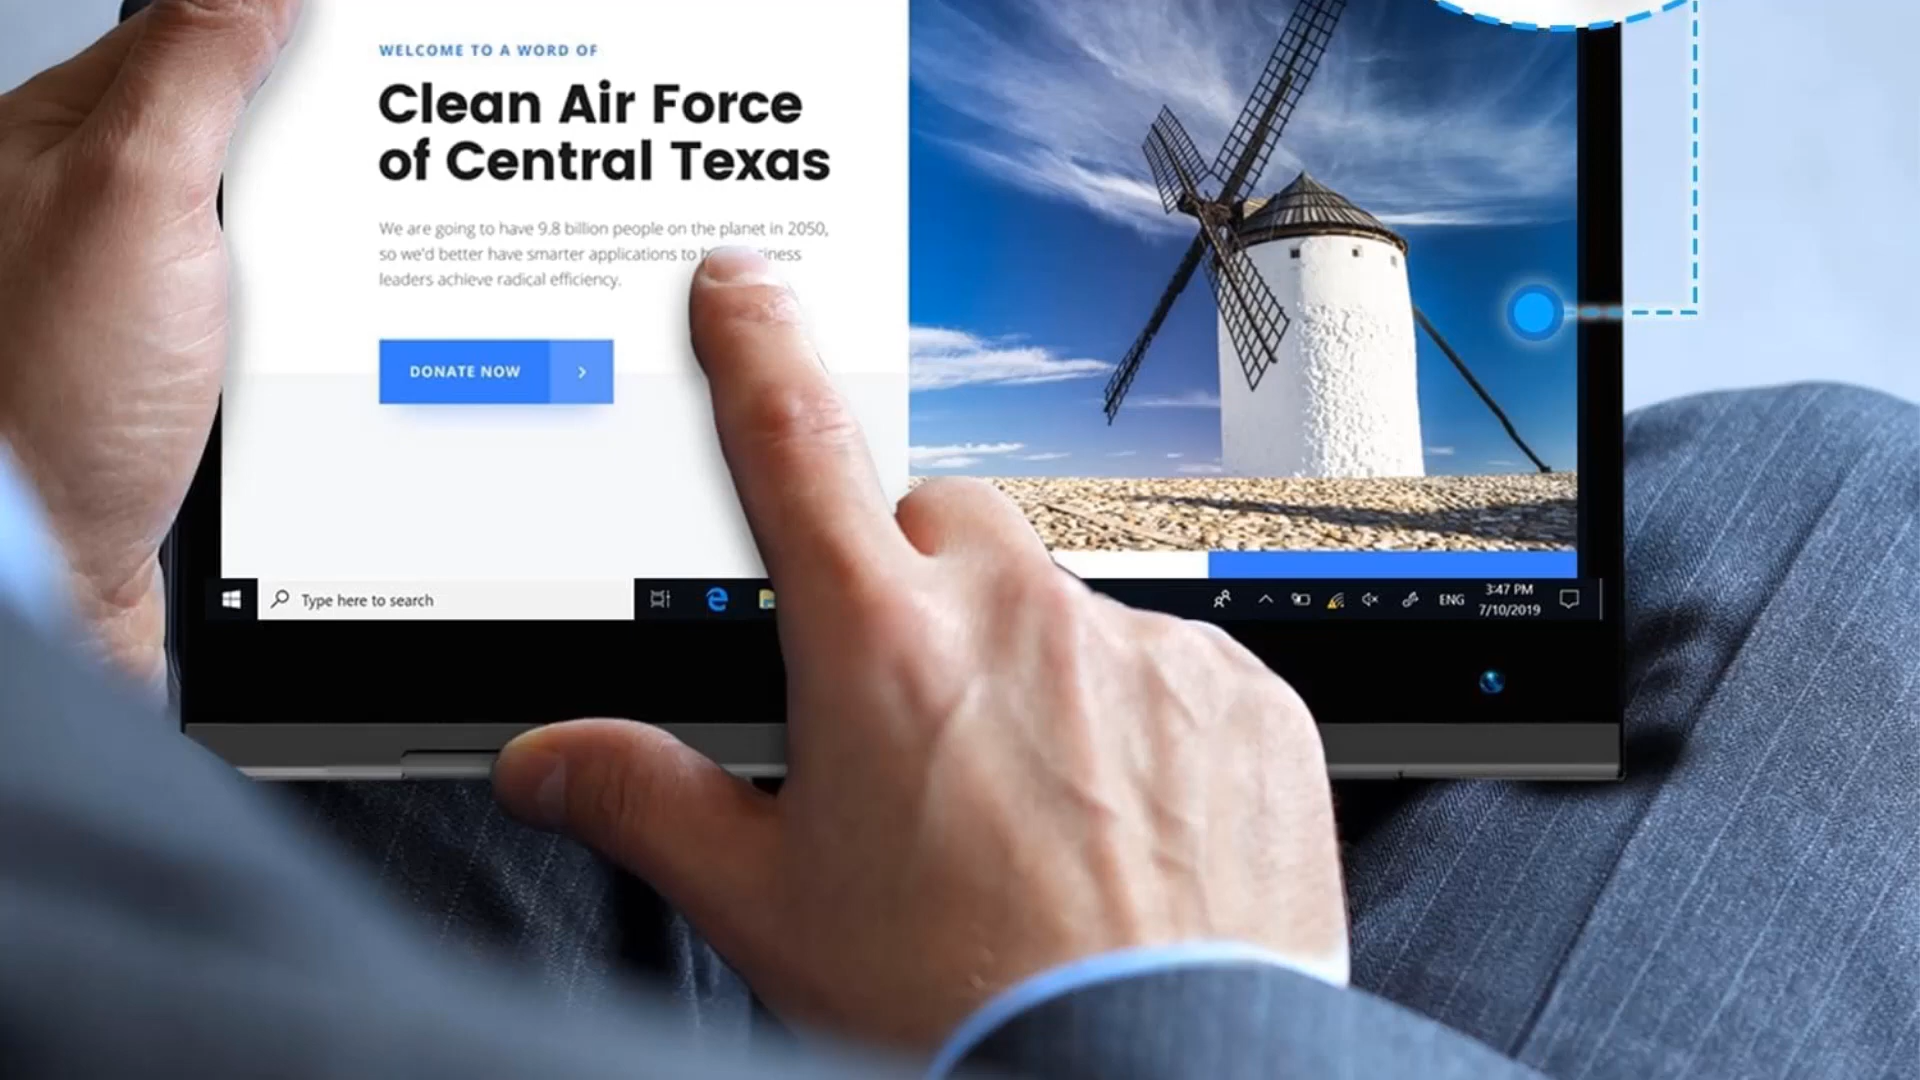 WELCOME TO A WORD OF
Clean Air Force
of Central Texas
We are going to have 9.8 billion people on the planet in 2050,
so we'd better have smarter applications to
leaders achieve radical efficiency.
DONATE NOW
Type here to search
ENG
3:47 PM
7/10/2019